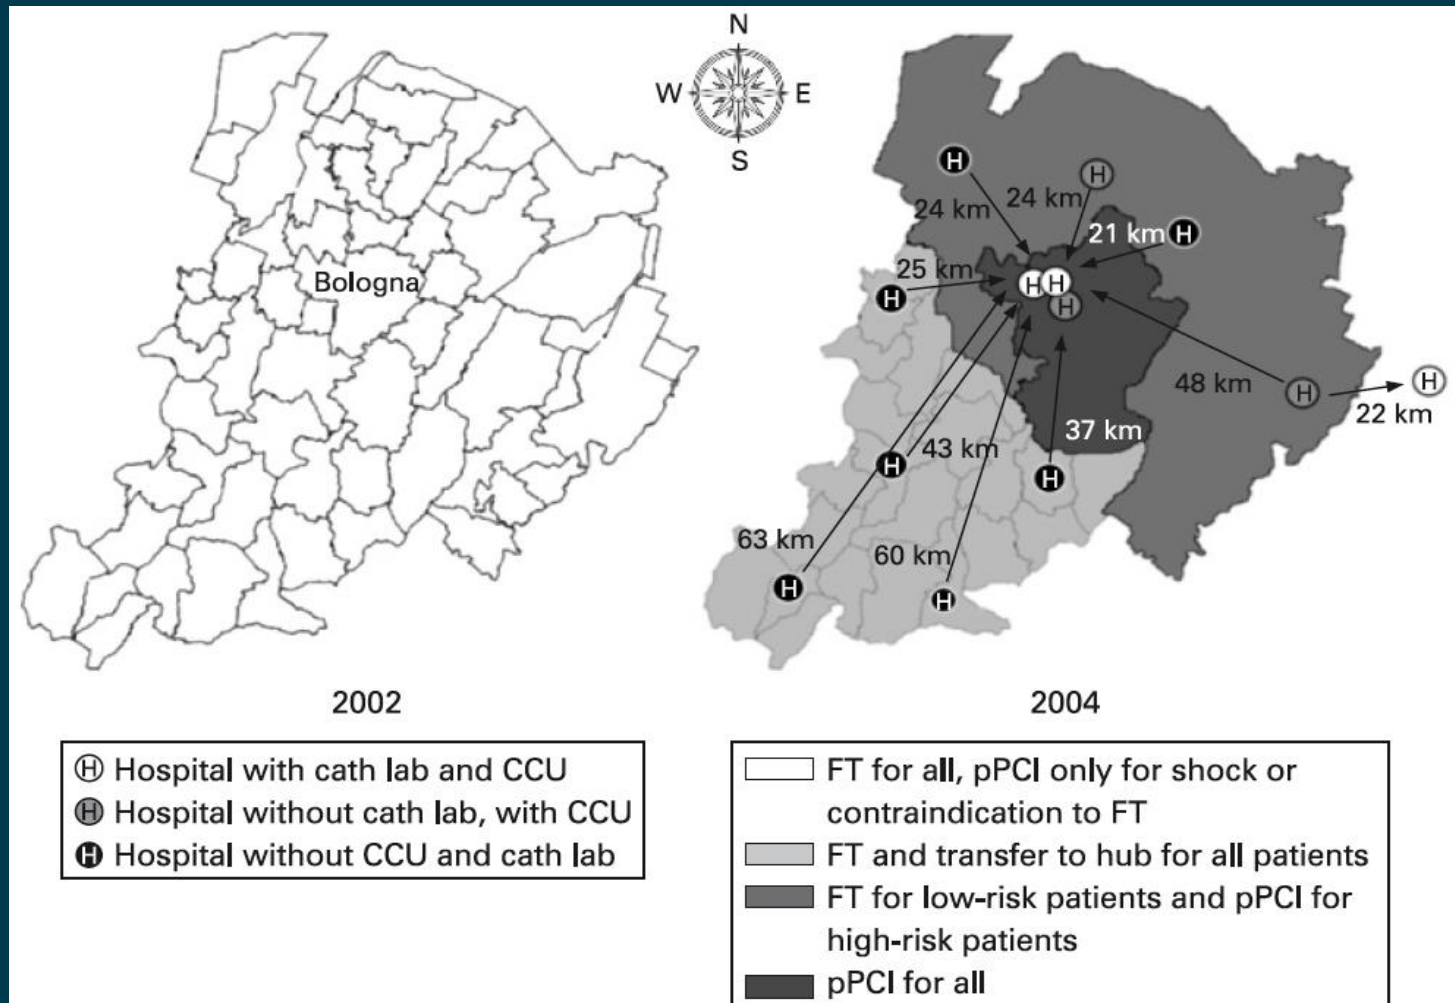 N
W E
S
Bologna
H
H
24 km
24 km
21 km
H
25 km
H
H
H
H
H
48 km
H
22 km
H
37 km
43 km
H
H
63 km
60 km
H
H
2002
2004
H Hospital with cath lab and CCU
H Hospital without cath lab, with CCU
H Hospital without CCU and cath lab
FT for all, pPCI only for shock or
contraindication to FT
FT and transfer to hub for all patients
FT for low-risk patients and pPCI for
high-risk patients
pPCI for all